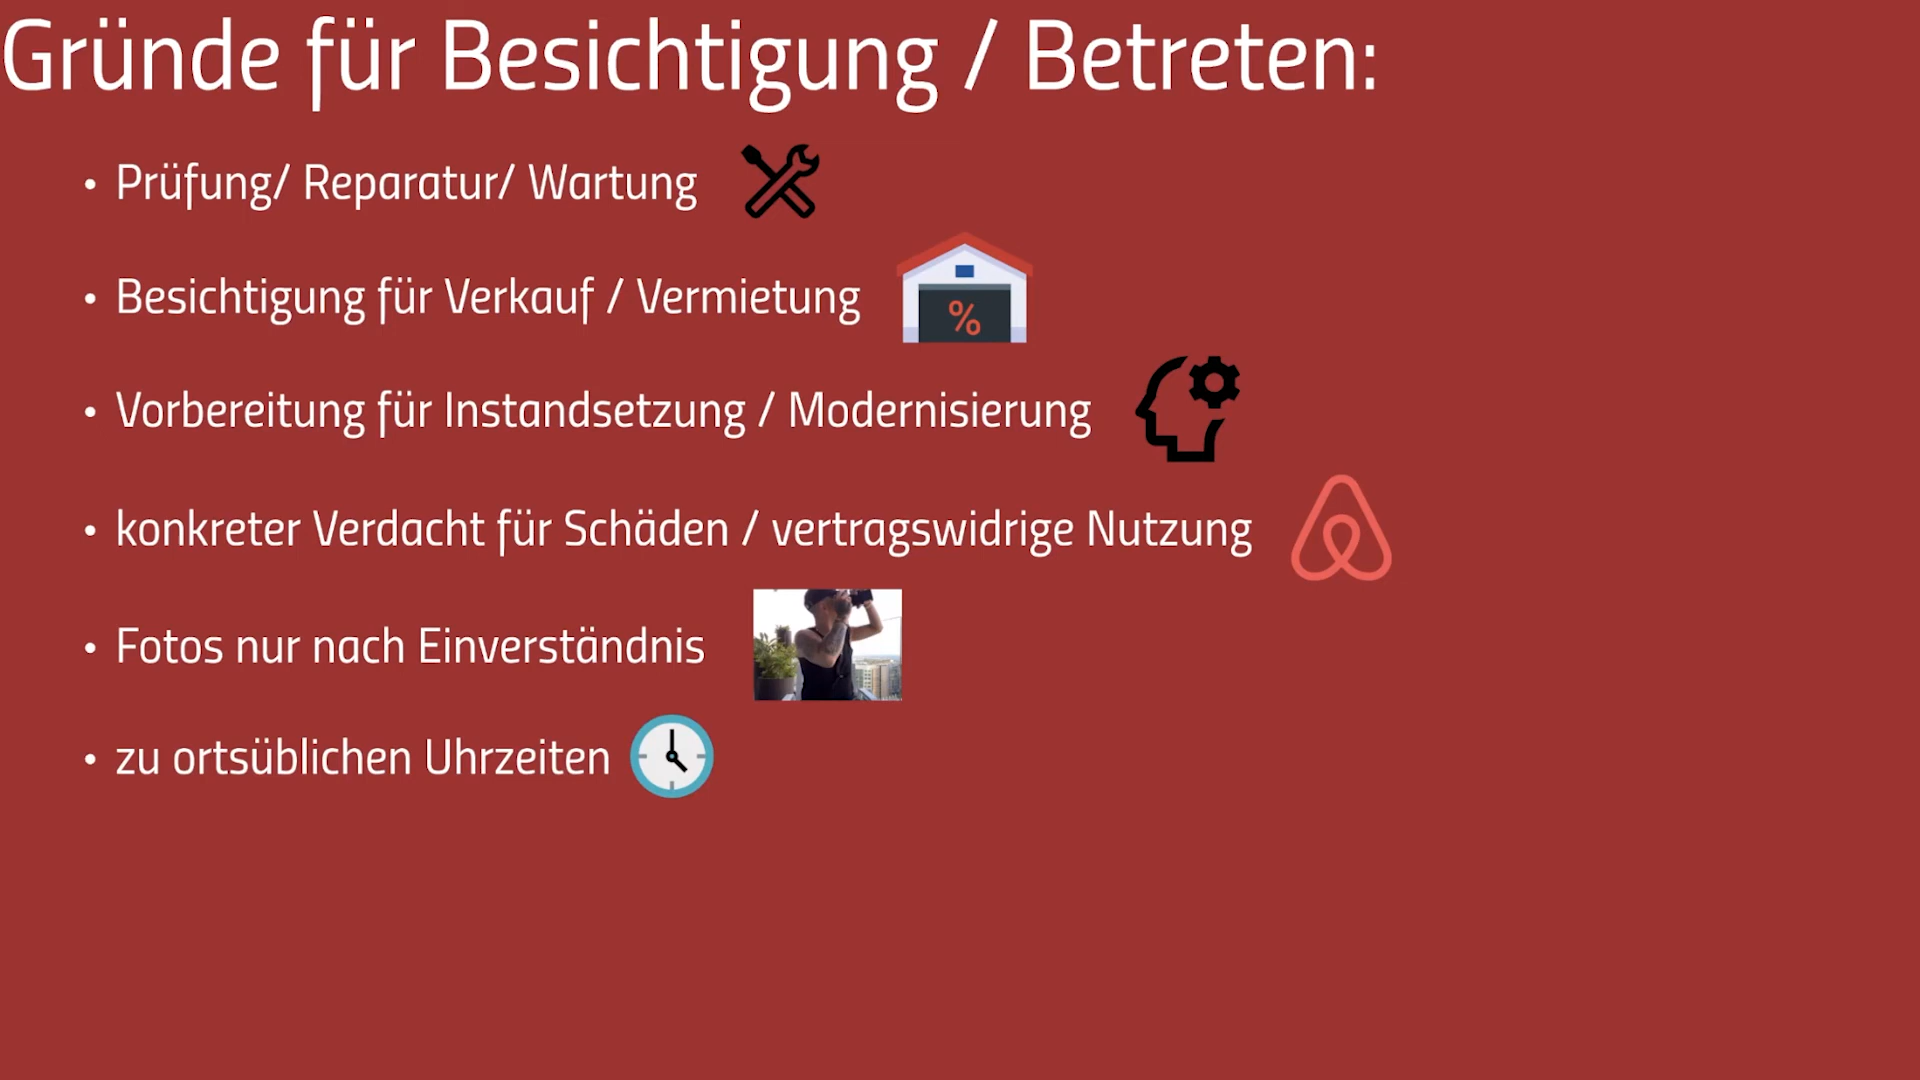 Gründe für Besichtigung / Betreten:
• Prüfung/ Reparatur/ Wartung
• Besichtigung für Verkauf / Vermietung
%
• Vorbereitung für Instandsetzung / Modernisierung
• konkreter Verdacht für Schäden / vertragswidrige Nutzung
• Fotos nur nach Einverständnis
• zu ortsüblichen Uhrzeiten